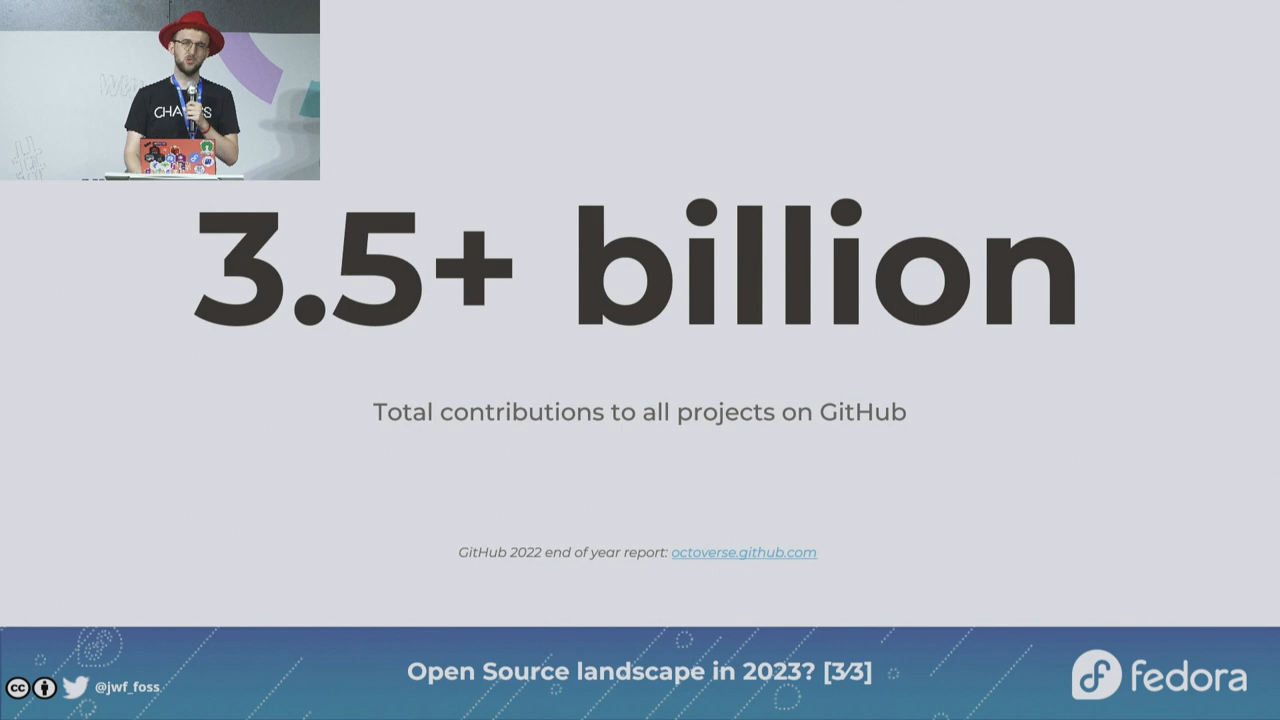 3.5+ billion
Total contributions to all projects on GitHub
GitHub 2022 end of year report: octoverse.github.com
Open Source landscape in 2023? [3/3]
cc
@jwf_foss
fedora